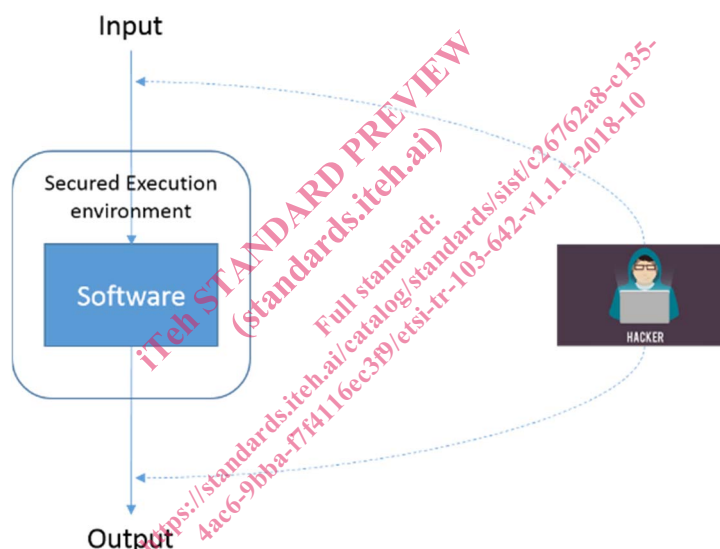 Input
Secured Execution
environment
Software
HACKER
Output
iTeh STANDARD PREVIEW
(standards.iteh.ai)
Full standard:
https://standards.iteh.ai/catalog/standards/sist/c26762a8-c135-
4ac6-9bba-f7f4116ec3f9/etsi-tr-103-642-v1.1.1-2018-10